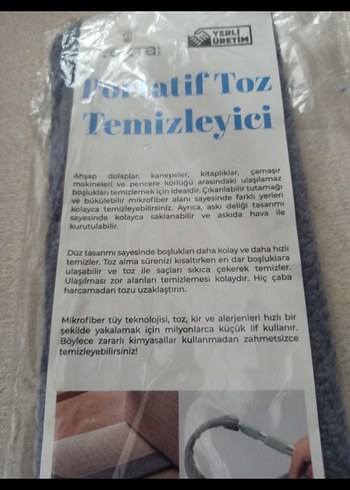 YERLİ
ÜRETİM
Portatif Toz
Temizleyici
Ahşap dolaplar, kanepeler, kitaplıklar, çamaşır
makineleri ve pencere körlüğü arasındaki ulaşılamaz
boşlukları temizlemek için idealdir. Çıkarılabilir tutamağı
ve bükülebilir mikrofiber alanı sayesinde farklı yerleri
kolayca temizleyebilirsiniz. Ayrıca, askı deliği tasarımı
sayesinde kolayca saklanabilir ve askıda hava ile
kurutulabilir.
Düz tasarımı sayesinde boşlukları daha kolay ve daha hızlı
temizler. Toz alma sürenizi kısaltırken en dar boşluklara
ulaşabilir ve toz ile saçları sıkıca çekerek temizler.
Ulaşılması zor alanları temizlemesi kolaydır. Hiç çaba
harcamadan tozu uzaklaştırın.
Mikrofiber tüy teknolojisi, toz, kir ve alerjenleri hızlı bir
şekilde yakalamak için milyonlarca küçük lif kullanır.
Böylece zararlı kimyasallar kullanmadan zahmetsizce
temizleyebilirsiniz!